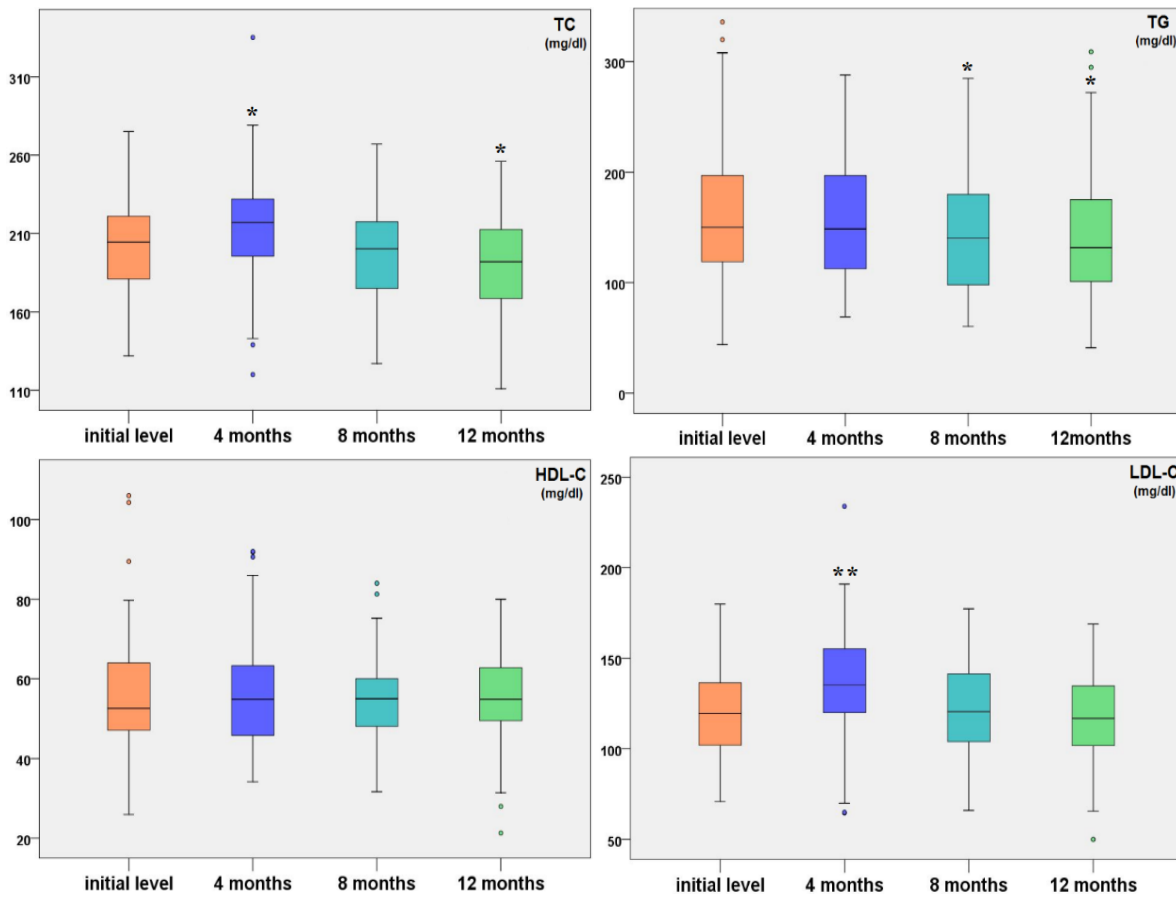 TC
(mg/dl)
310
*
260
*
210
160
110
initial level 4 months 8 months 12 months
TG
(mg/dl)
300
*
*
200
100
0
initial level 4 months 8 months 12months
HDL-C
(mg/dl)
100
80
60
40
20
initial level 4 months 8 months 12 months
LDL-C
(mg/dl)
250
200
**
150
100
50
initial level 4 months 8 months 12 months